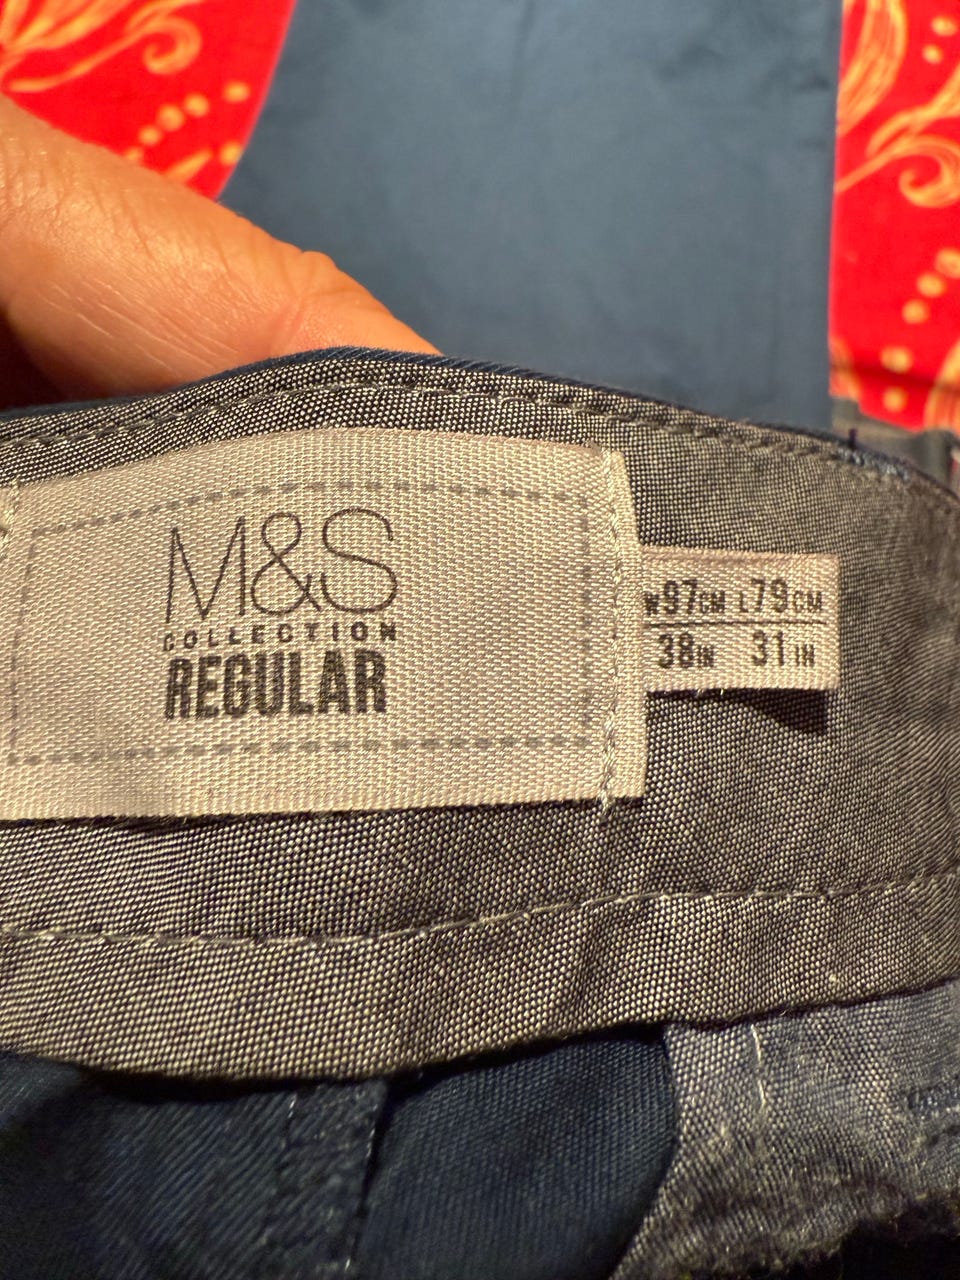 M&S
COLLECTION
REGULAR
W97CM L79CM
38IN 31IN